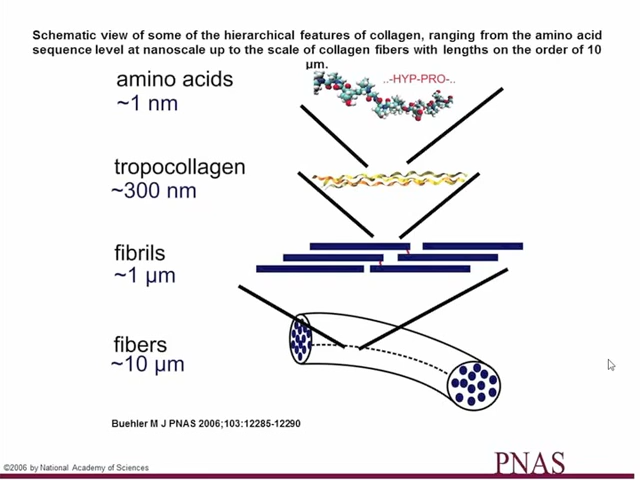 Schematic view of some of the hierarchical features of collagen, ranging from the amino acid
sequence level at nanoscale up to the scale of collagen fibers with lengths on the order of 10
µm.
amino acids
~1 nm
..-HYP-PRO-..
tropocollagen
~300 nm
fibrils
~1 µm
fibers
~10 µm
Buehler M J PNAS 2006;103:12285-12290
©2006 by National Academy of Sciences
PNAS